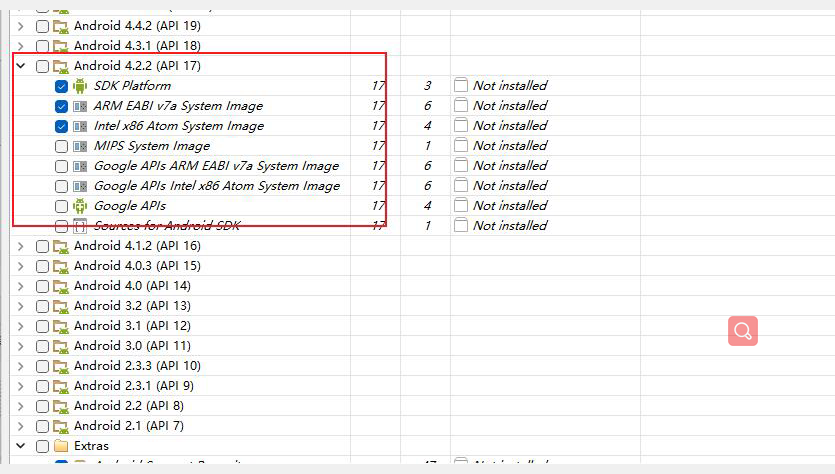 Android 4.4.2 (API 19)
Android 4.3.1 (API 18)
Android 4.2.2 (API 17)
SDK Platform 17 3 Not installed
ARM EABI v7a System Image 17 6 Not installed
Intel x86 Atom System Image 17 4 Not installed
MIPS System Image 17 1 Not installed
Google APIs ARM EABI v7a System Image 17 6 Not installed
Google APIs Intel x86 Atom System Image 17 6 Not installed
Google APIs 17 4 Not installed
Sources for Android SDK 17 1 Not installed
Android 4.1.2 (API 16)
Android 4.0.3 (API 15)
Android 4.0 (API 14)
Android 3.2 (API 13)
Android 3.1 (API 12)
Android 3.0 (API 11)
Android 2.3.3 (API 10)
Android 2.3.1 (API 9)
Android 2.2 (API 8)
Android 2.1 (API 7)
Extras